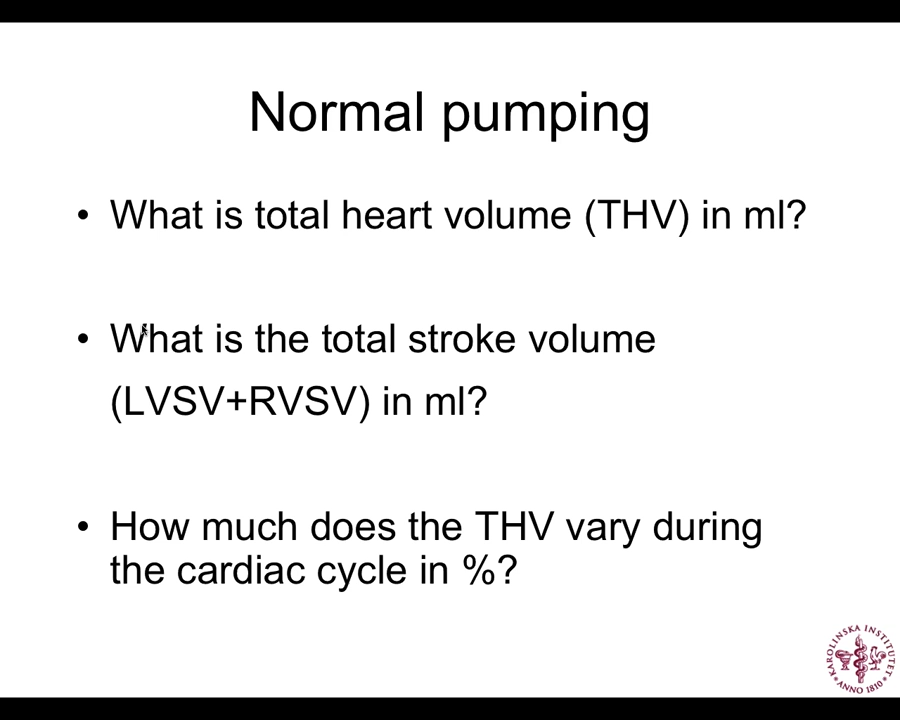 Normal pumping
• What is total heart volume (THV) in ml?
• What is the total stroke volume
(LVSV+RVSV) in ml?
• How much does the THV vary during
the cardiac cycle in %?
KAROLINSKA INSTITUTET
ANNO 1810